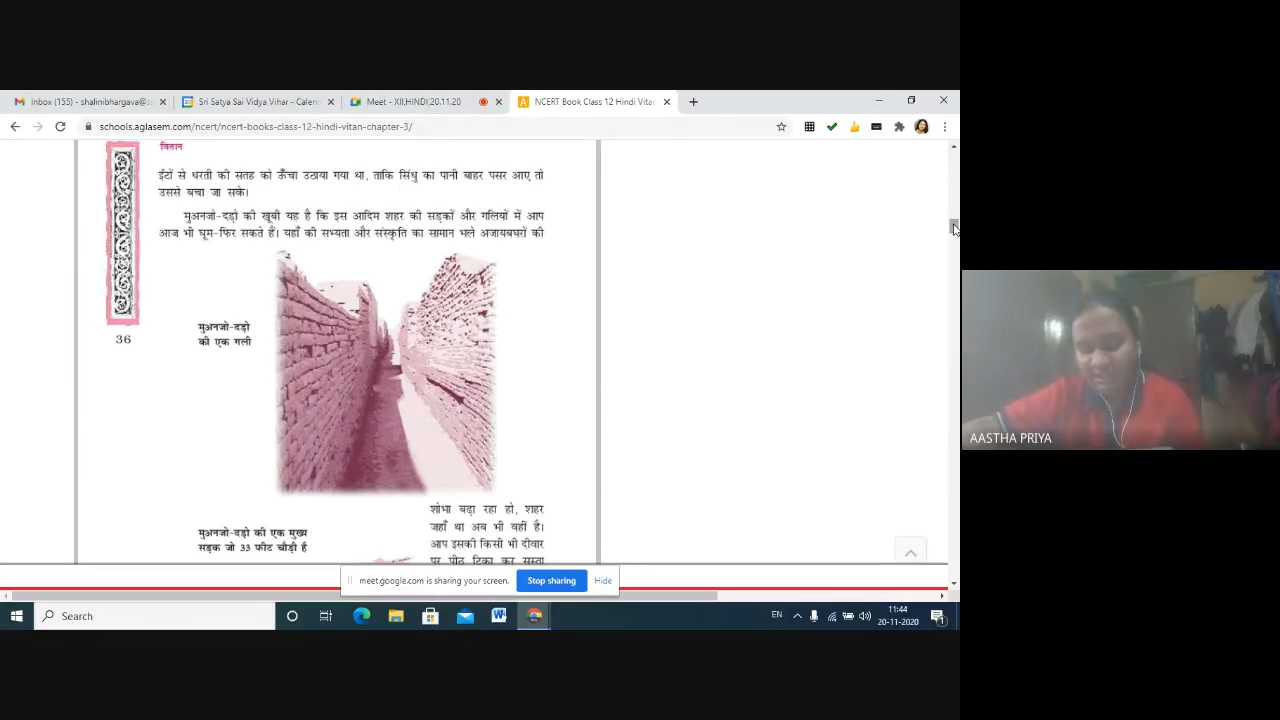 Inbox (155) - shalinibhargava@s
Sri Satya Sai Vidya Vihar - Calen
Meet - XII,HINDI,20.11.20
NCERT Book Class 12 Hindi Vitan
schools.aglasem.com/ncert/ncert-books-class-12-hindi-vitan-chapter-3/
वितान
ईंटों से धरती की सतह को ऊँचा उठाया गया था, ताकि सिंधु का पानी बाहर पसर आए तो
उससे बचा जा सके।
मुअनजो-दड़ो की खूबी यह है कि इस आदिम शहर की सड़कों और गलियों में आप
आज भी घूम-फिर सकते हैं। यहाँ की सभ्यता और संस्कृति का सामान भले अजायबघरों की
मुअनजो-दड़ो
की एक गली
36
शोभा बढ़ा रहा हो, शहर
जहाँ था अब भी वहीं है।
आप इसकी किसी भी दीवार
पर पीठ टिका कर सुस्ता
मुअनजो-दड़ो की एक मुख्य
सड़क जो 33 फीट चौड़ी है
meet.google.com is sharing your screen.
Stop sharing
Hide
AASTHA PRIYA
Search
EN
11:44
20-11-2020
1